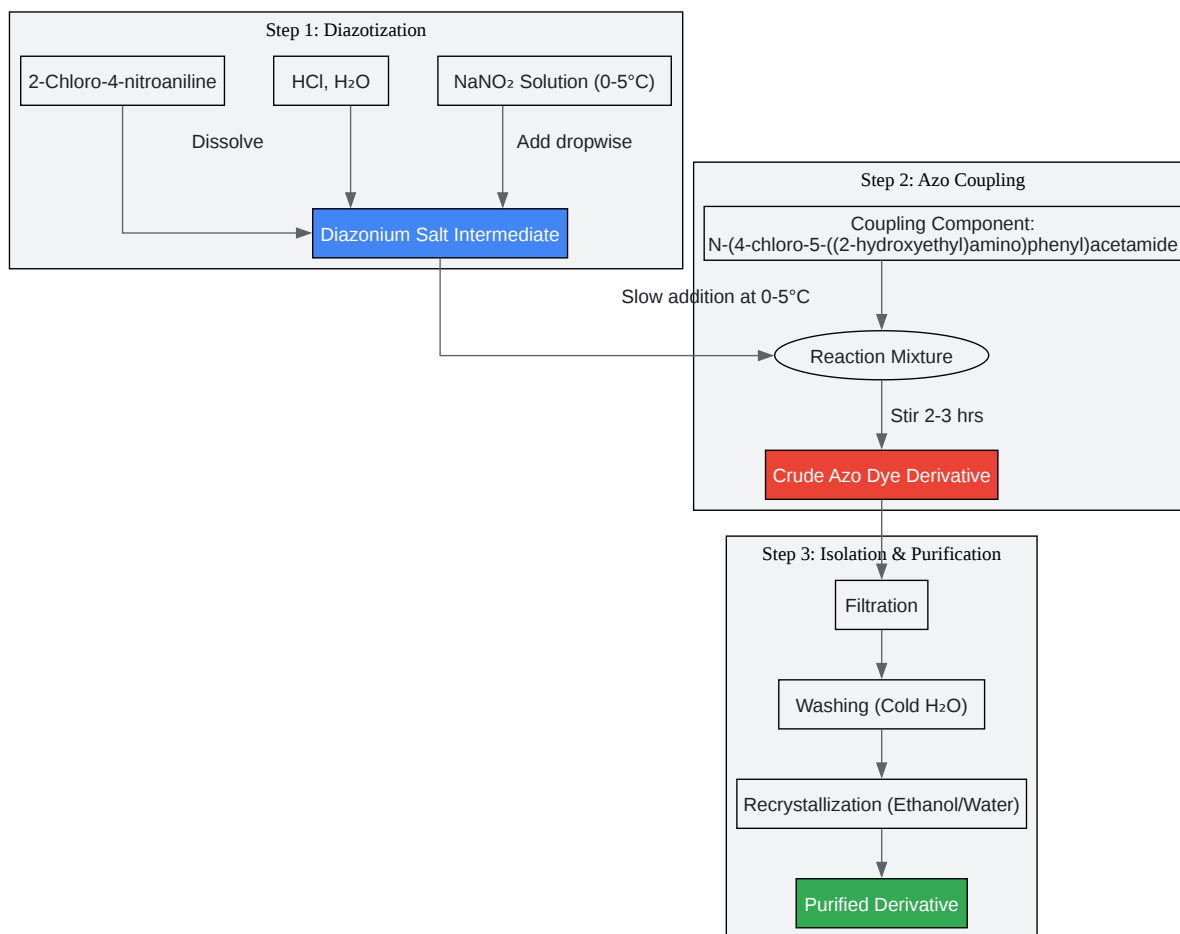 Step 1: Diazotization
2-Chloro-4-nitroaniline
HCl, H₂O
NaNO₂ Solution (0-5°C)
Dissolve
Add dropwise
Diazonium Salt Intermediate
Step 2: Azo Coupling
Coupling Component:
N-(4-chloro-5-((2-hydroxyethyl)amino)phenyl)acetamide
Slow addition at 0-5°C
Reaction Mixture
Stir 2-3 hrs
Crude Azo Dye Derivative
Step 3: Isolation & Purification
Filtration
Washing (Cold H₂O)
Recrystallization (Ethanol/Water)
Purified Derivative